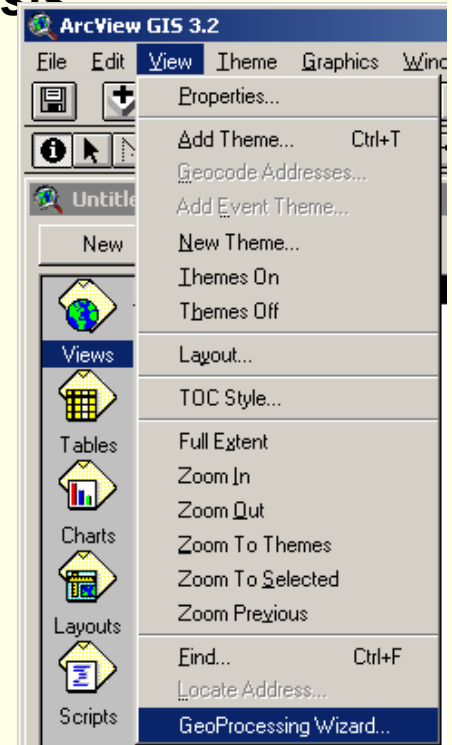 ArcView GIS 3.2
File Edit View Theme Graphics Winc
Properties...
Add Theme... Ctrl+T
Geocode Addresses...
Add Event Theme...
New Theme...
Themes On
Themes Off
Layout...
TOC Style...
Full Extent
Zoom In
Zoom Out
Zoom To Themes
Zoom To Selected
Zoom Previous
Find... Ctrl+F
Locate Address...
GeoProcessing Wizard...
Untitle
New
Views
Tables
Charts
Layouts
Scripts